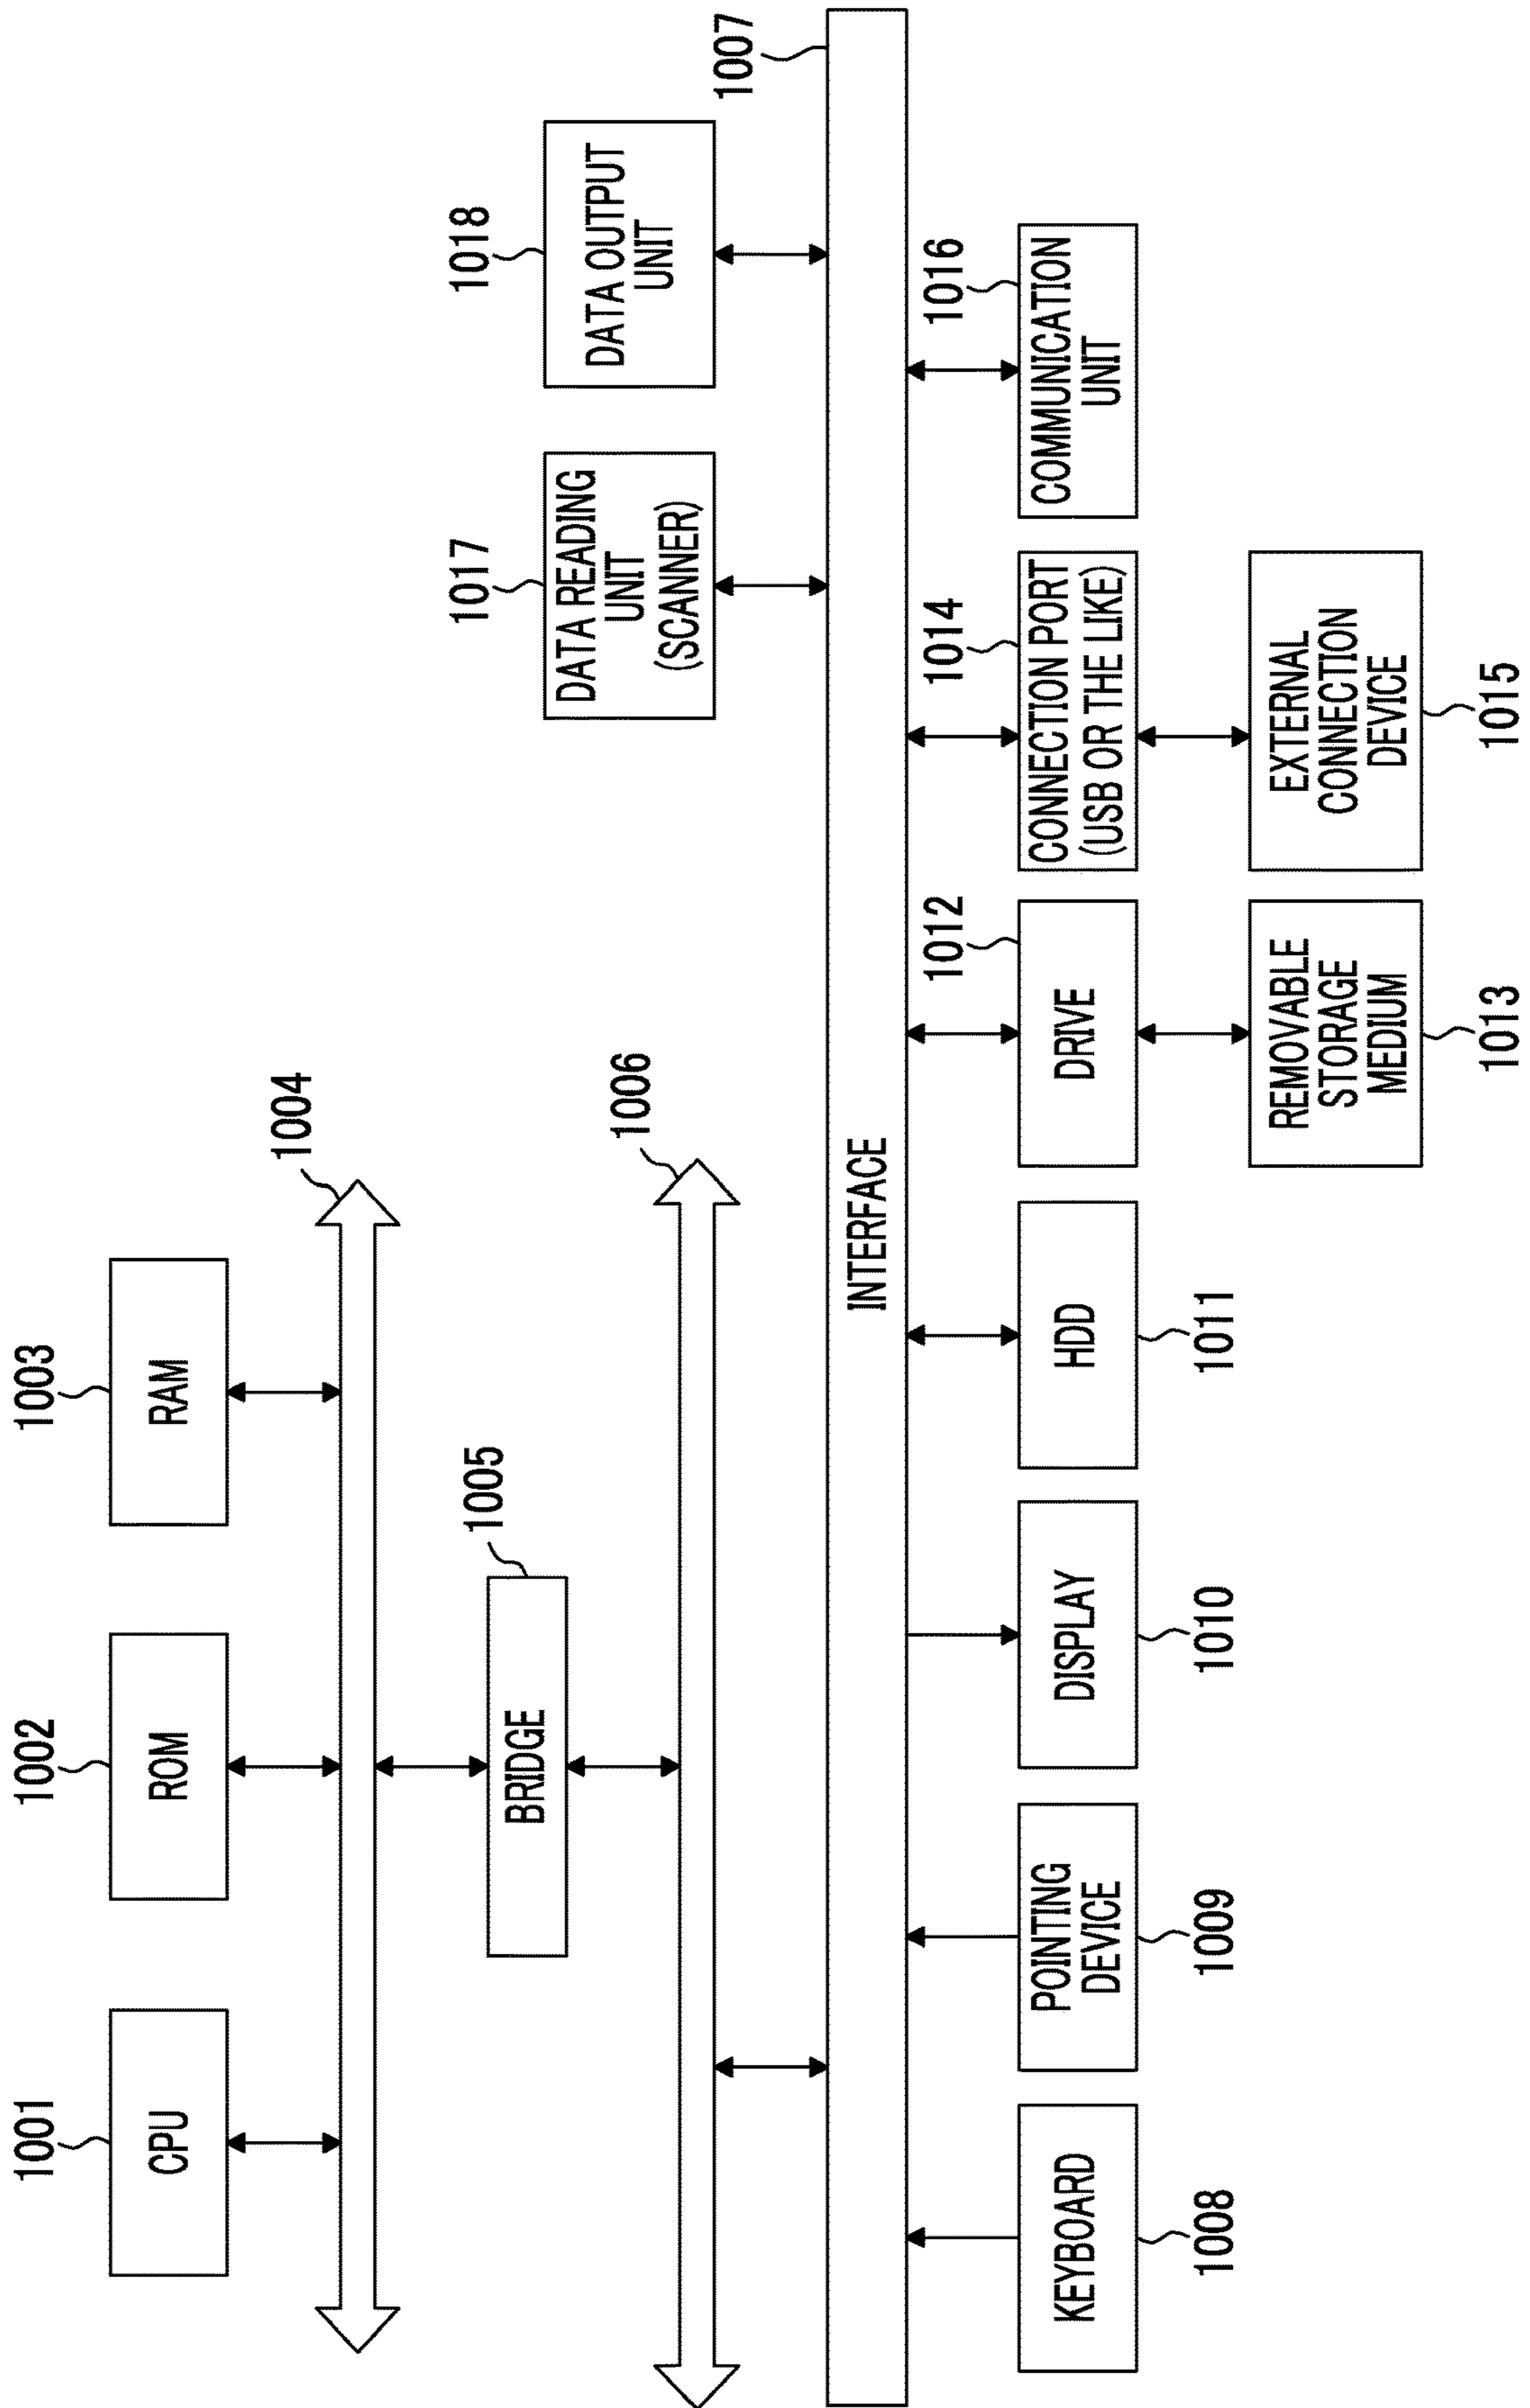 1001
CPU
1002
ROM
1003
RAM
1004
1005
BRIDGE
1006
1017
DATA READING
UNIT
(SCANNER)
1018
DATA OUTPUT
UNIT
1007
INTERFACE
KEYBOARD
1008
POINTING
DEVICE
1009
DISPLAY
1010
HDD
1011
1012
DRIVE
REMOVABLE
STORAGE
MEDIUM
1013
1014
CONNECTION PORT
(USB OR THE LIKE)
EXTERNAL
CONNECTION
DEVICE
1015
1016
COMMUNICATION
UNIT